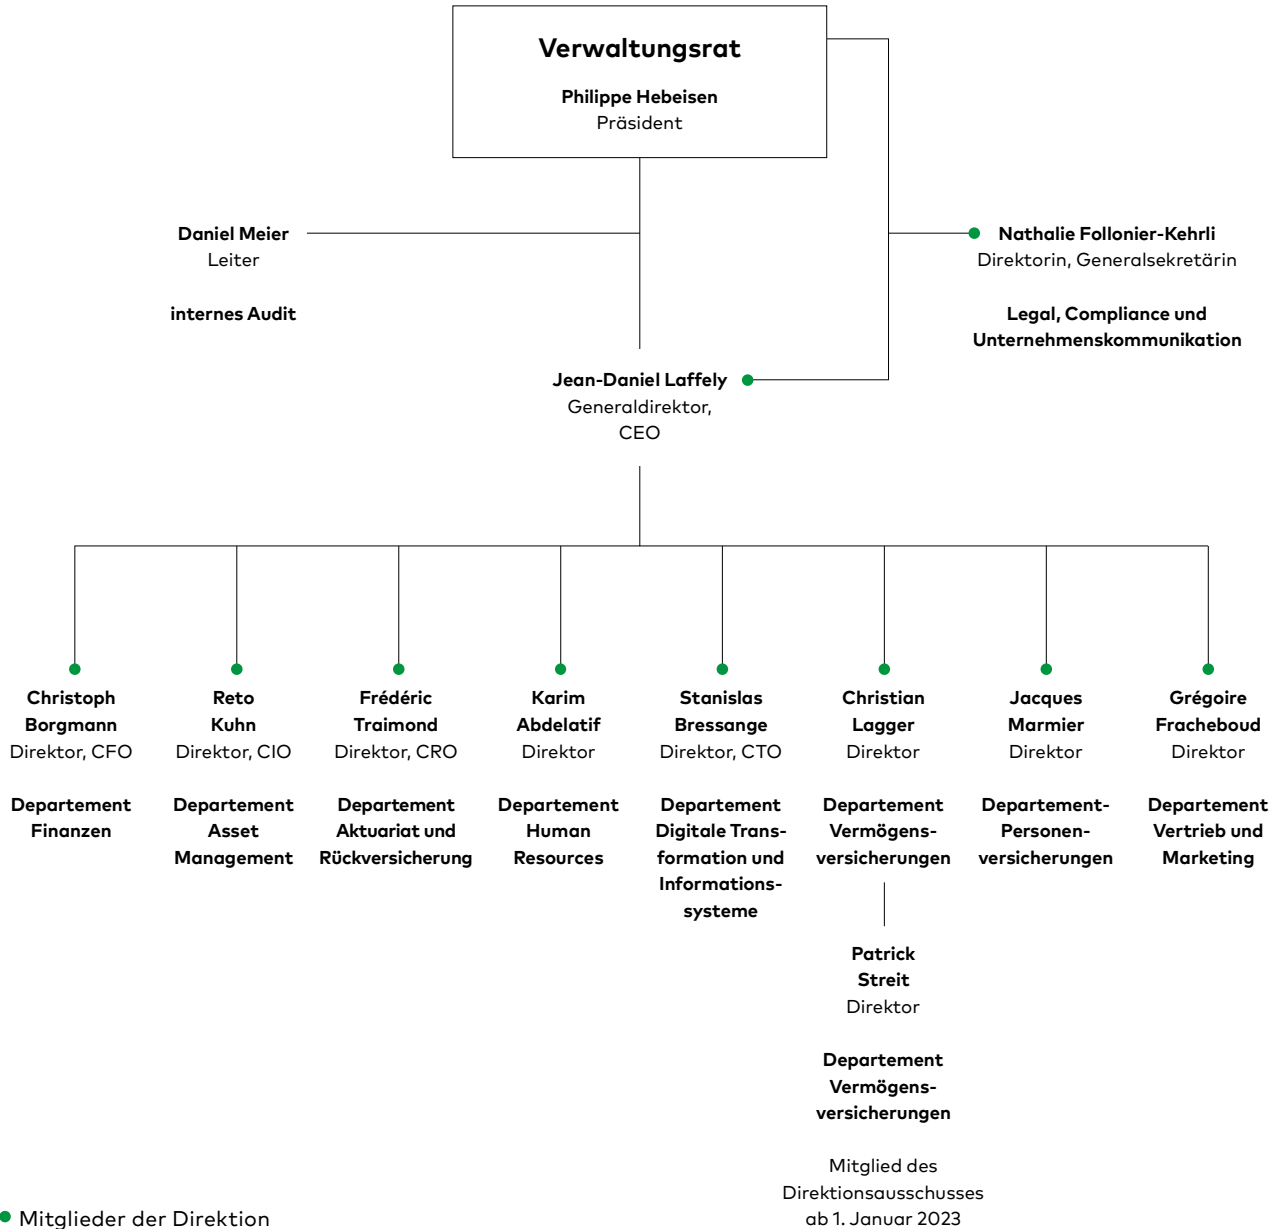 Verwaltungsrat
Philippe Hebeisen
Präsident
Daniel Meier
Leiter
internes Audit
Nathalie Follonier-Kehrli
Direktorin, Generalsekretärin
Legal, Compliance und
Unternehmenskommunikation
Jean-Daniel Laffely
Generaldirektor,
CEO
Christoph
Borgmann
Direktor, CFO
Departement
Finanzen
Reto
Kuhn
Direktor, CIO
Departement
Asset
Management
Frédéric
Traimond
Direktor, CRO
Departement
Aktuariat und
Rückversicherung
Karim
Abdelatif
Direktor
Departement
Human
Resources
Stanislas
Bressange
Direktor, CTO
Departement
Digitale Trans-
formation und
Informations-
systeme
Christian
Lagger
Direktor
Departement
Vermögens-
versicherungen
Patrick
Streit
Direktor
Departement
Vermögens-
versicherungen
Mitglied des
Direktionsausschusses
ab 1. Januar 2023
Jacques
Marmier
Direktor
Departement-
Personen-
versicherungen
Grégoire
Fracheboud
Direktor
Departement
Vertrieb und
Marketing
Mitglieder der Direktion